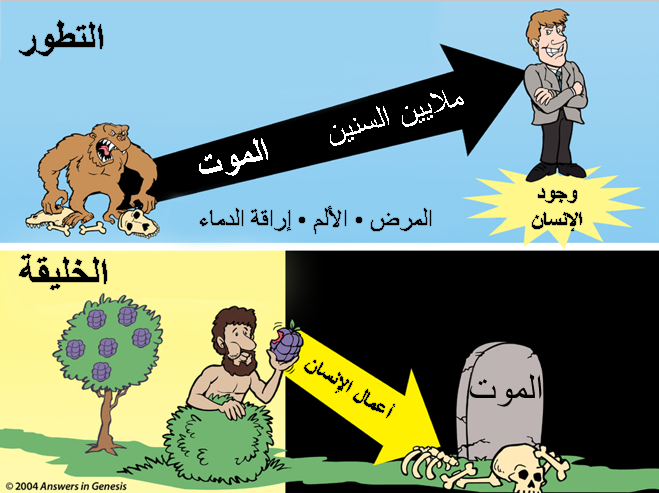 التطور
ملايين السنين
الموت
وجود
الإنسان
المرض • الألم • إراقة الدماء
الخليقة
أعمال الإنسان
الموت
© 2004 Answers in Genesis